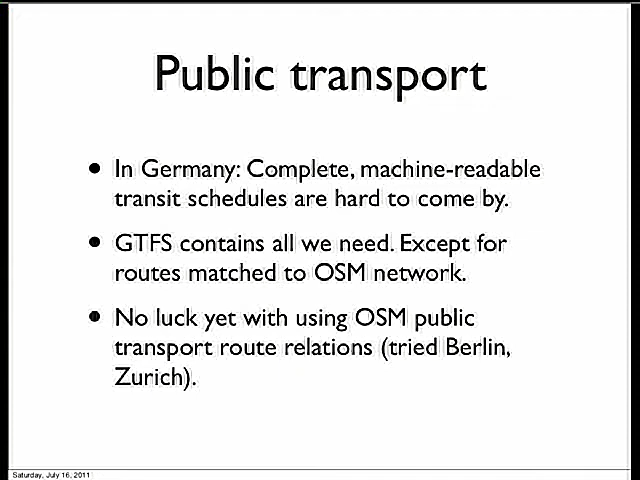 Public transport
• In Germany: Complete, machine-readable
transit schedules are hard to come by.
• GTFS contains all we need. Except for
routes matched to OSM network.
• No luck yet with using OSM public
transport route relations (tried Berlin,
Zurich).
Saturday, July 16, 2011